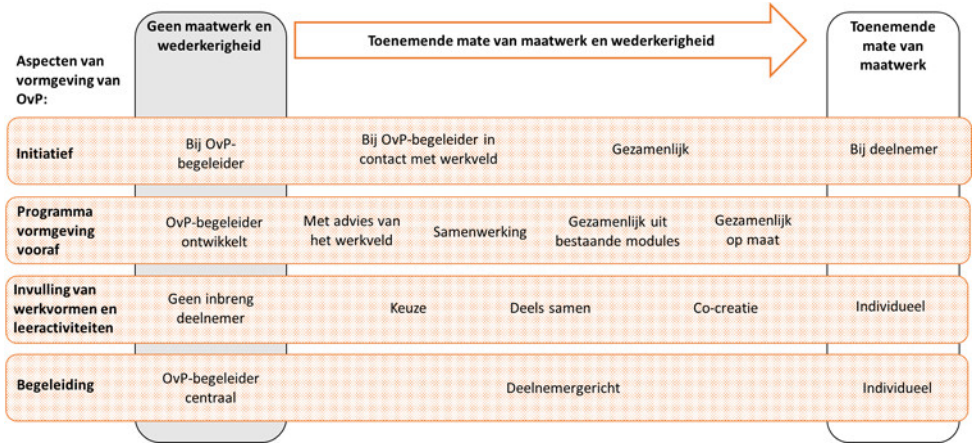 Geen maatwerk en
wederkerigheid
Toenemende mate van maatwerk en wederkerigheid
Toenemende
mate van
maatwerk
Aspecten van
vormgeving van
OvP:
Initiatief
Bij OvP-
begeleider
Bij OvP-begeleider in
contact met werkveld
Gezamenlijk
Bij deelnemer
Programma
vormgeving
vooraf
OvP-begeleider
ontwikkelt
Met advies van
het werkveld
Samenwerking
Gezamenlijk uit
bestaande modules
Gezamenlijk
op maat
Invulling van
werkvormen en
leeractiviteiten
Geen inbreng
deelnemer
Keuze
Deels samen
Co-creatie
Individueel
Begeleiding
OvP-begeleider
centraal
Deelnemergericht
Individueel